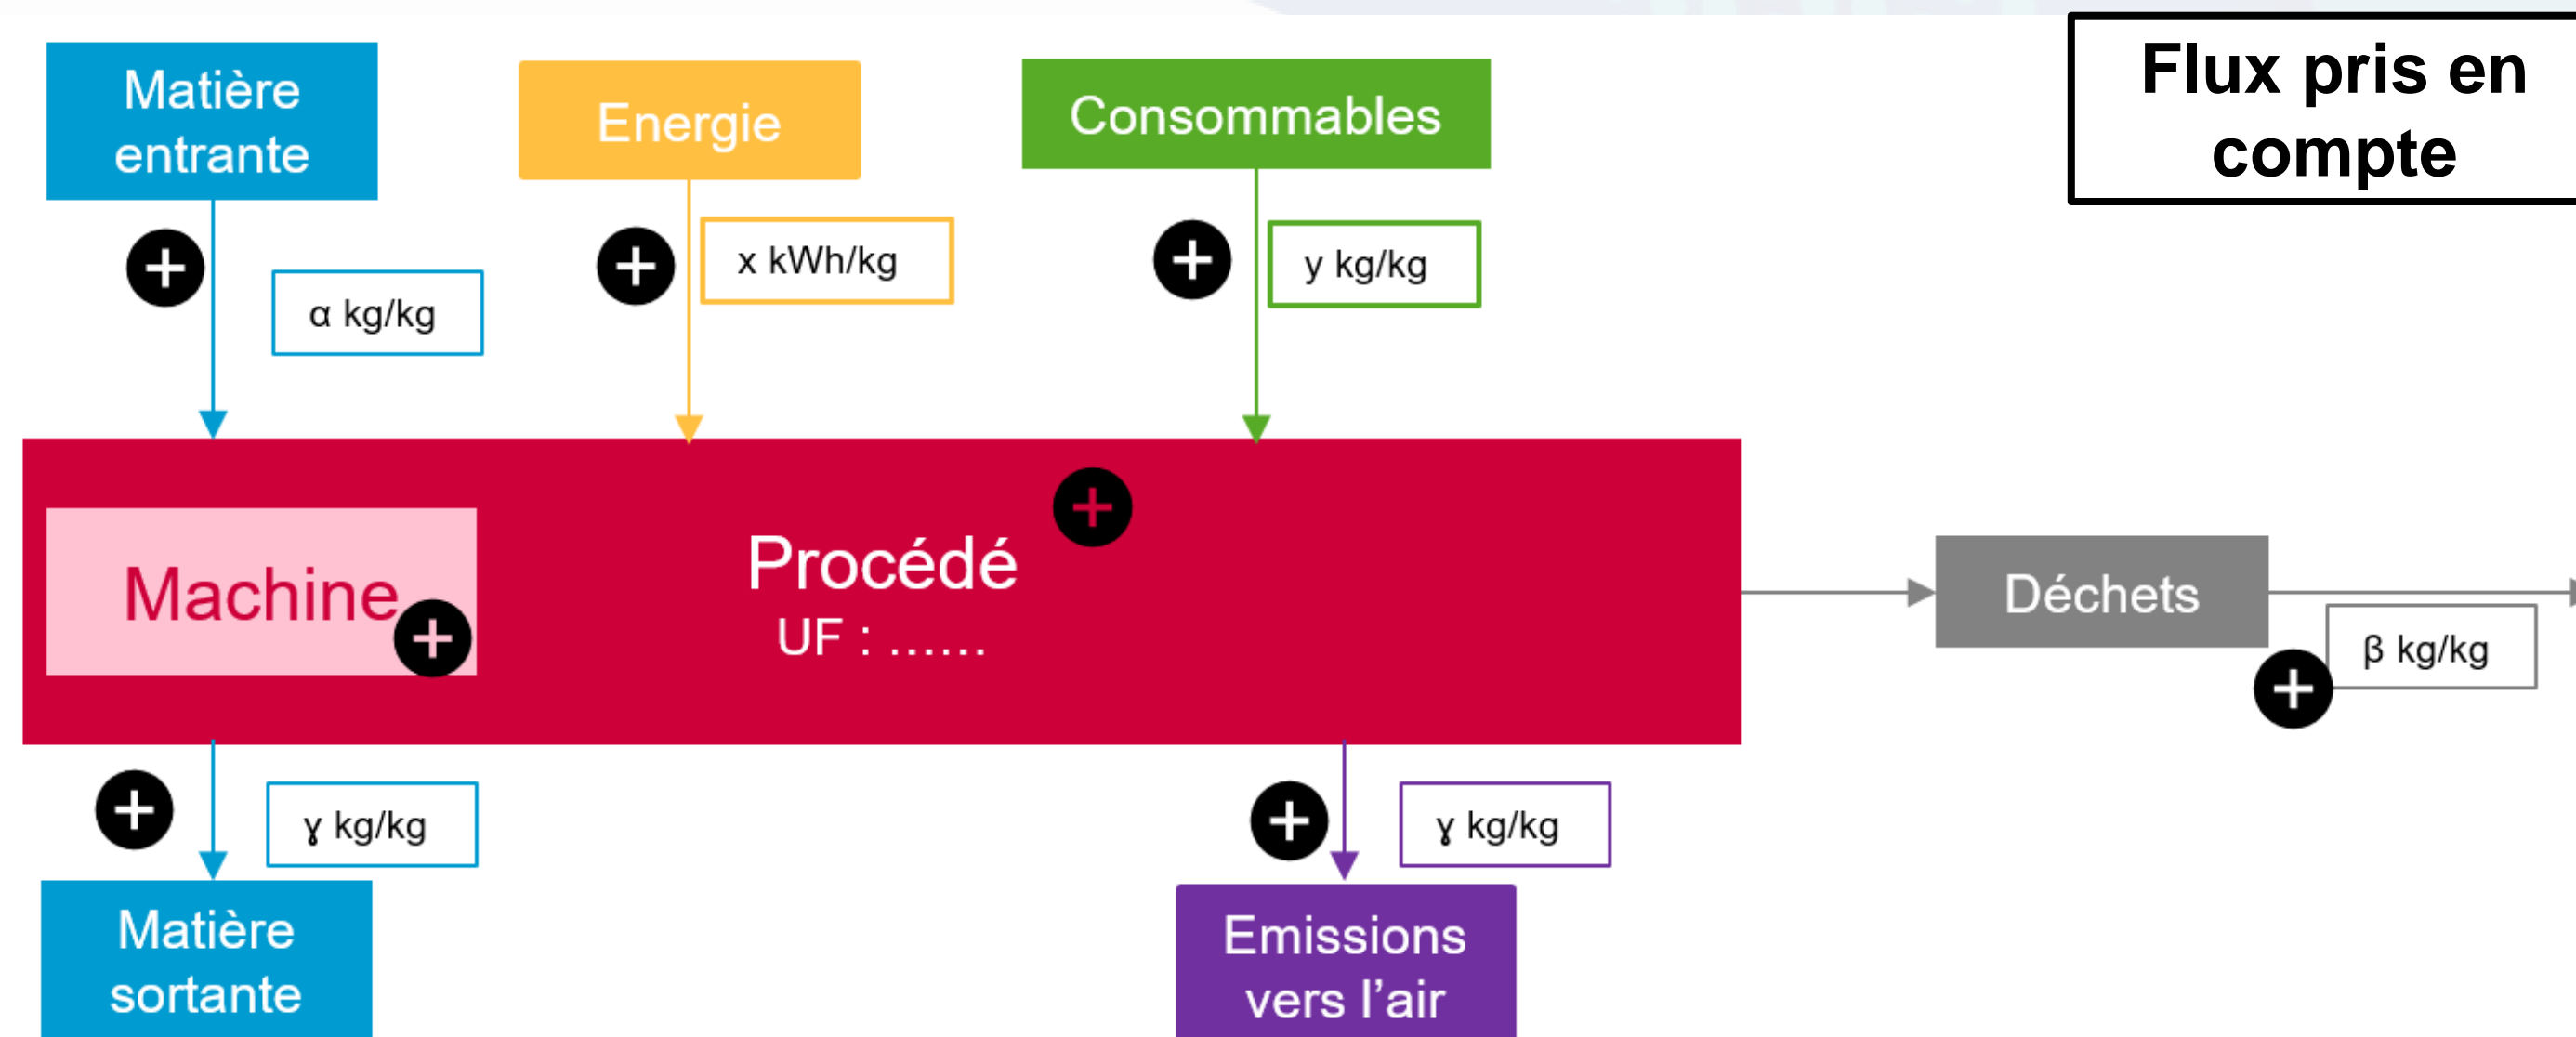 Flux pris en
compte
Matière
entrante
Energie
Consommables
α kg/kg
x kWh/kg
y kg/kg
Machine
Procédé
UF : ......
Déchets
β kg/kg
ɣ kg/kg
ɣ kg/kg
Matière
sortante
Emissions
vers l’air